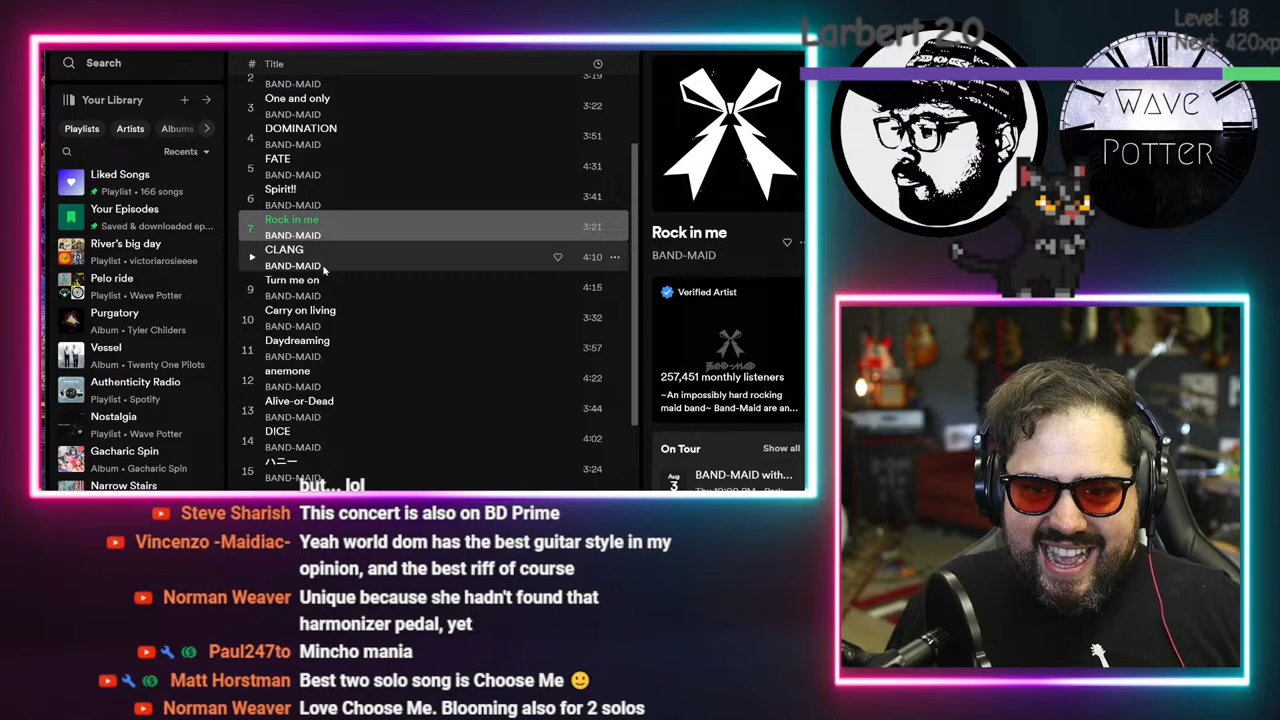 Larbert 2.0
Level: 18
Next: 420xp
Search
Your Library
Playlists
Artists
Albums
Recents
Liked Songs
Playlist • 166 songs
Your Episodes
Saved & downloaded ep...
River's big day
Playlist • victoriarosieeee
Pelo ride
Playlist • Wave Potter
Purgatory
Album • Tyler Childers
Vessel
Album • Twenty One Pilots
Authenticity Radio
Playlist • Spotify
Nostalgia
Playlist • Wave Potter
Gacharic Spin
Album • Gacharic Spin
Narrow Stairs
# Title
2 3:19
BAND-MAID
3 One and only 3:22
BAND-MAID
4 DOMINATION 3:51
BAND-MAID
5 FATE 4:31
BAND-MAID
6 Spirit!! 3:41
BAND-MAID
7 Rock in me 3:21
BAND-MAID
CLANG 4:10
BAND-MAID
9 Turn me on 4:15
BAND-MAID
10 Carry on living 3:32
BAND-MAID
11 Daydreaming 3:57
BAND-MAID
12 anemone 4:22
BAND-MAID
13 Alive-or-Dead 3:44
BAND-MAID
14 DICE 4:02
BAND-MAID
15 ハニー 3:24
BAND-MAID
Rock in me
BAND-MAID
Verified Artist
BAND-MAID
257,451 monthly listeners
~An impossibly hard rocking
maid band~ Band-Maid are an...
On Tour
Show all
Aug
3
BAND-MAID with...
WAVE
POTTER
but... lol
Steve Sharish This concert is also on BD Prime
Vincenzo -Maidiac- Yeah world dom has the best guitar style in my
opinion, and the best riff of course
Norman Weaver Unique because she hadn't found that
harmonizer pedal, yet
Paul247to Mincho mania
Matt Horstman Best two solo song is Choose Me 🙂
Norman Weaver Love Choose Me. Blooming also for 2 solos